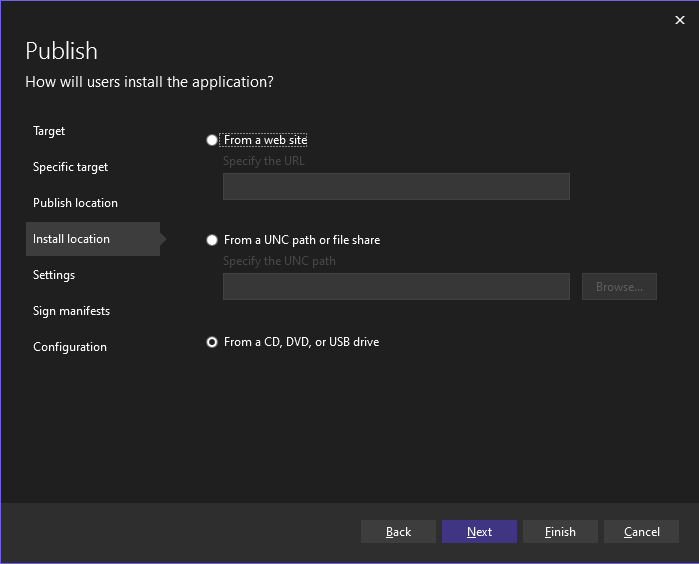 Publish
How will users install the application?
Target
Specific target
Publish location
Install location
Settings
Sign manifests
Configuration
From a web site
Specify the URL
From a UNC path or file share
Specify the UNC path
Browse...
From a CD, DVD, or USB drive
Back
Next
Finish
Cancel